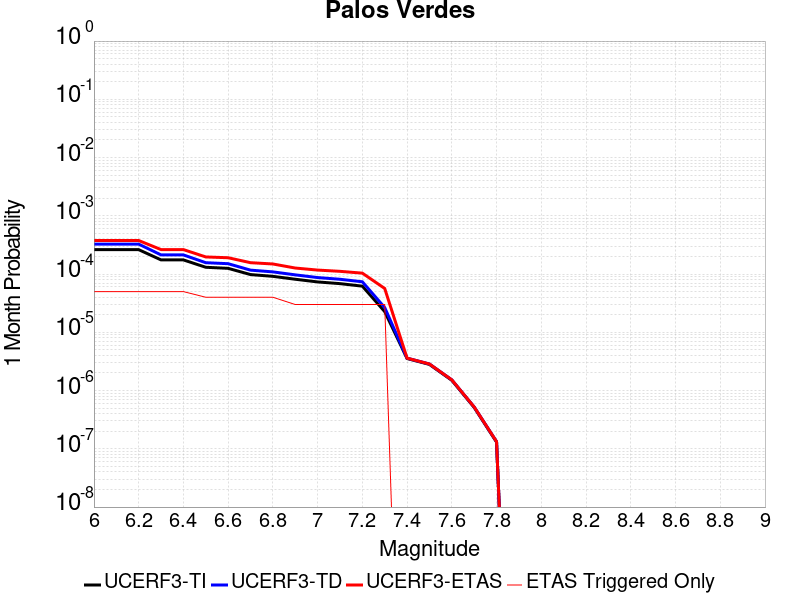 Palos Verdes
10^0
10^-1
10^-2
10^-3
10^-4
10^-5
10^-6
10^-7
10^-8
1 Month Probability
6 6.2 6.4 6.6 6.8 7 7.2 7.4 7.6 7.8 8 8.2 8.4 8.6 8.8 9
Magnitude
UCERF3-TI UCERF3-TD UCERF3-ETAS ETAS Triggered Only